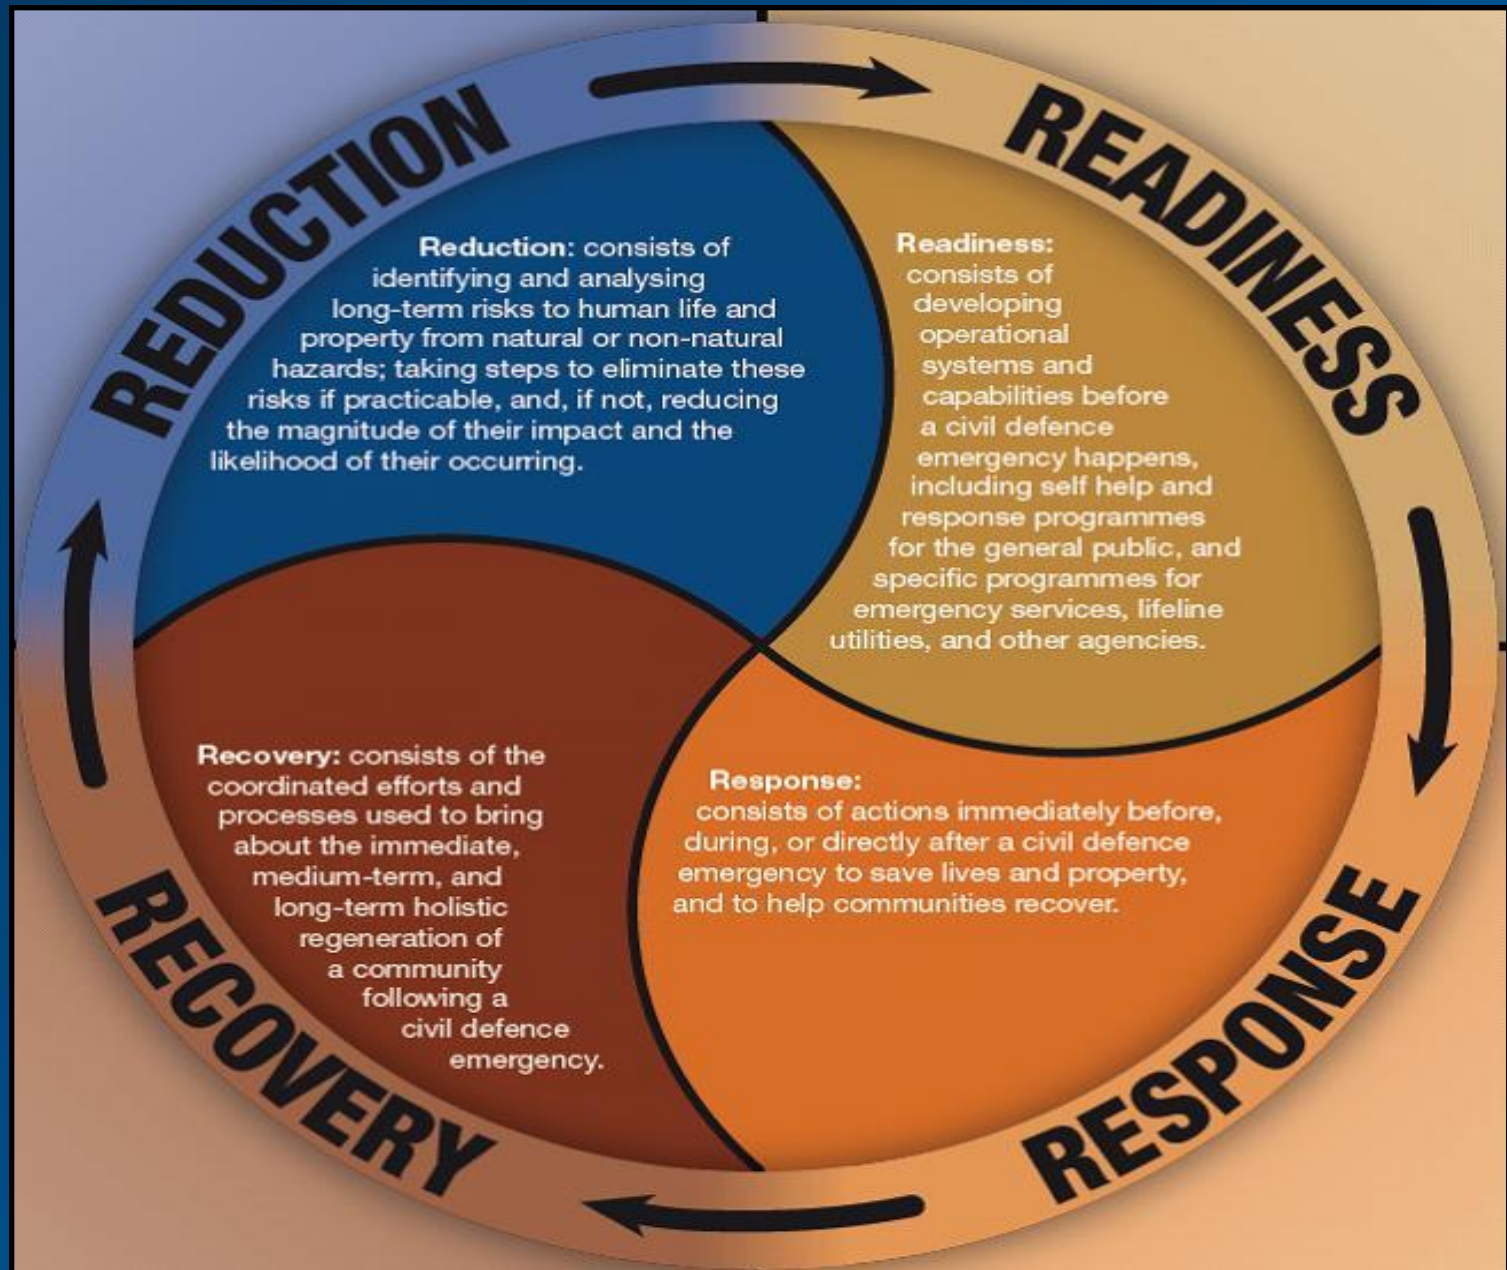 REDUCTION
Reduction: consists of
identifying and analysing
long-term risks to human life and
property from natural or non-natural
hazards; taking steps to eliminate these
risks if practicable, and, if not, reducing
the magnitude of their impact and the
likelihood of their occurring.
READINESS
Readiness:
consists of
developing
operational
systems and
capabilities before
a civil defence
emergency happens,
including self help and
response programmes
for the general public, and
specific programmes for
emergency services, lifeline
utilities, and other agencies.
RESPONSE
Response:
consists of actions immediately before,
during, or directly after a civil defence
emergency to save lives and property,
and to help communities recover.
RECOVERY
Recovery: consists of the
coordinated efforts and
processes used to bring
about the immediate,
medium-term, and
long-term holistic
regeneration of
a community
following a
civil defence
emergency.